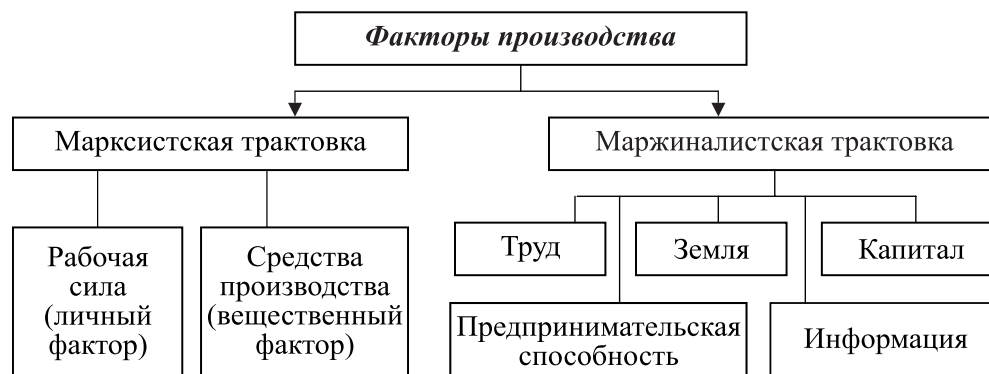 Факторы производства
Марксистская трактовка
Маржиналистская трактовка
Рабочая
сила
(личный
фактор)
Средства
производства
(вещественный
фактор)
Труд
Земля
Капитал
Предпринимательская
способность
Информация